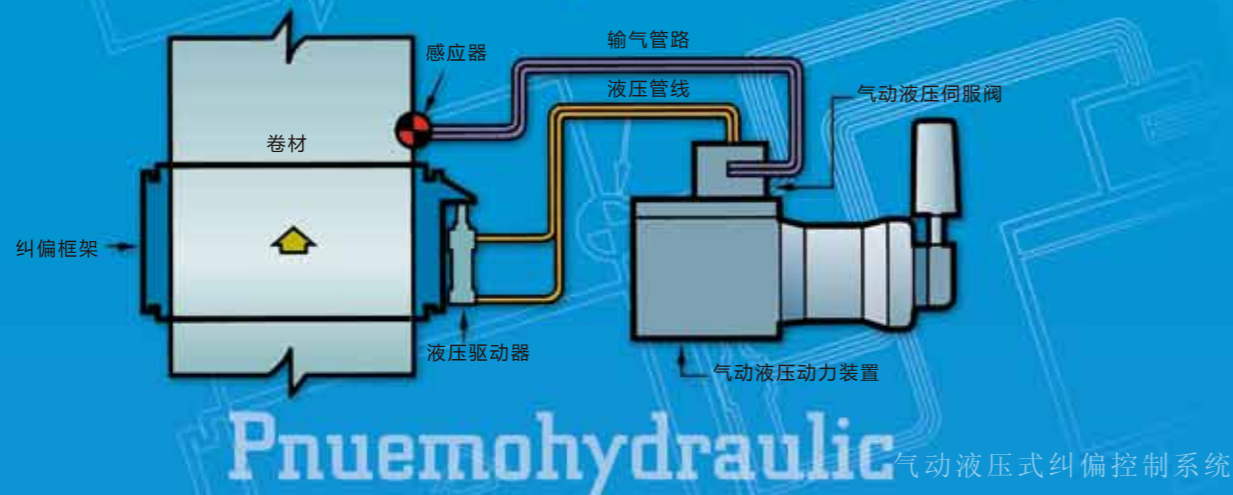 输气管路
感应器
液压管线
气动液压伺服阀
卷材
纠偏框架
液压驱动器
气动液压动力装置
Pnuemohydraulic
气动液压式纠偏控制系统